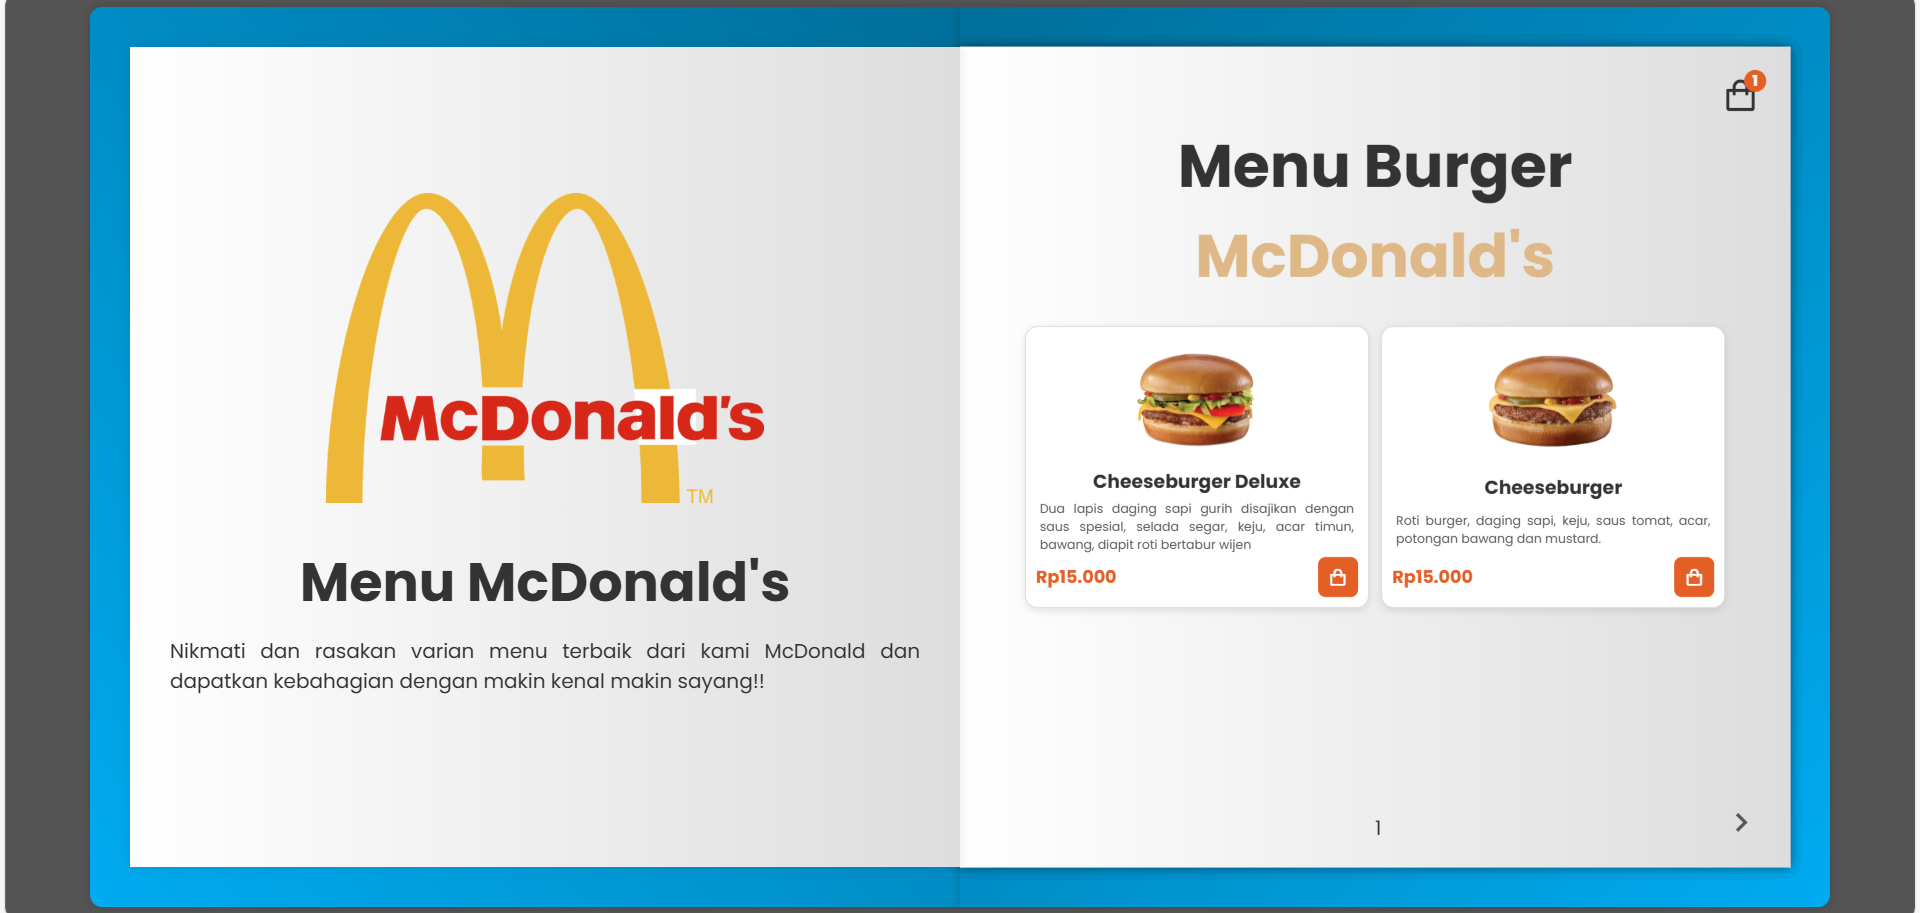 McDonald's
TM
Menu McDonald's
Nikmati dan rasakan varian menu terbaik dari kami McDonald dan
dapatkan kebahagian dengan makin kenal makin sayang!!
1
Menu Burger
McDonald's
Cheeseburger Deluxe
Dua lapis daging sapi gurih disajikan dengan
saus spesial, selada segar, keju, acar timun,
bawang, diapit roti bertabur wijen
Rp15.000
Cheeseburger
Roti burger, daging sapi, keju, saus tomat, acar,
potongan bawang dan mustard.
Rp15.000
1